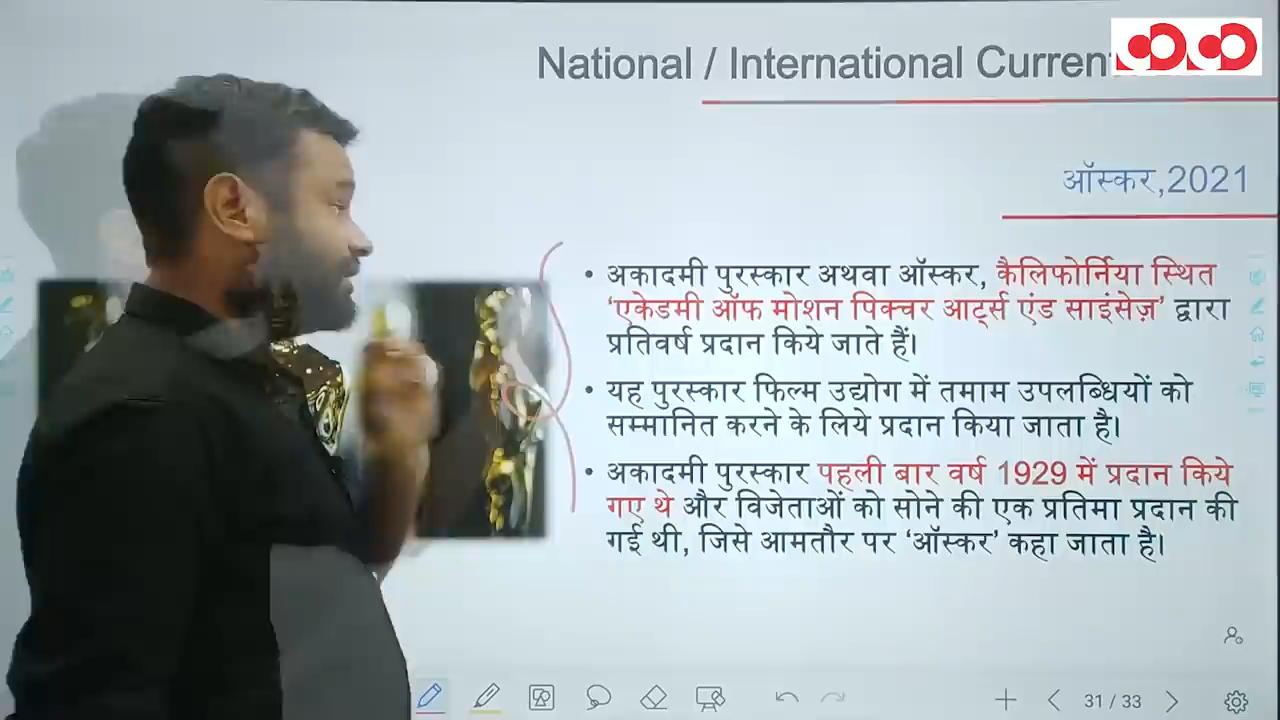 National / International Curren
ऑस्कर,2021
• अकादमी पुरस्कार अथवा ऑस्कर, कैलिफोर्निया स्थित
‘एकेडमी ऑफ मोशन पिक्चर आर्ट्स एंड साइंसेज़’ द्वारा
प्रतिवर्ष प्रदान किये जाते हैं।
• यह पुरस्कार फिल्म उद्योग में तमाम उपलब्धियों को
सम्मानित करने के लिये प्रदान किया जाता है।
• अकादमी पुरस्कार पहली बार वर्ष 1929 में प्रदान किये
गए थे और विजेताओं को सोने की एक प्रतिमा प्रदान की
गई थी, जिसे आमतौर पर ‘ऑस्कर’ कहा जाता है।
31 / 33